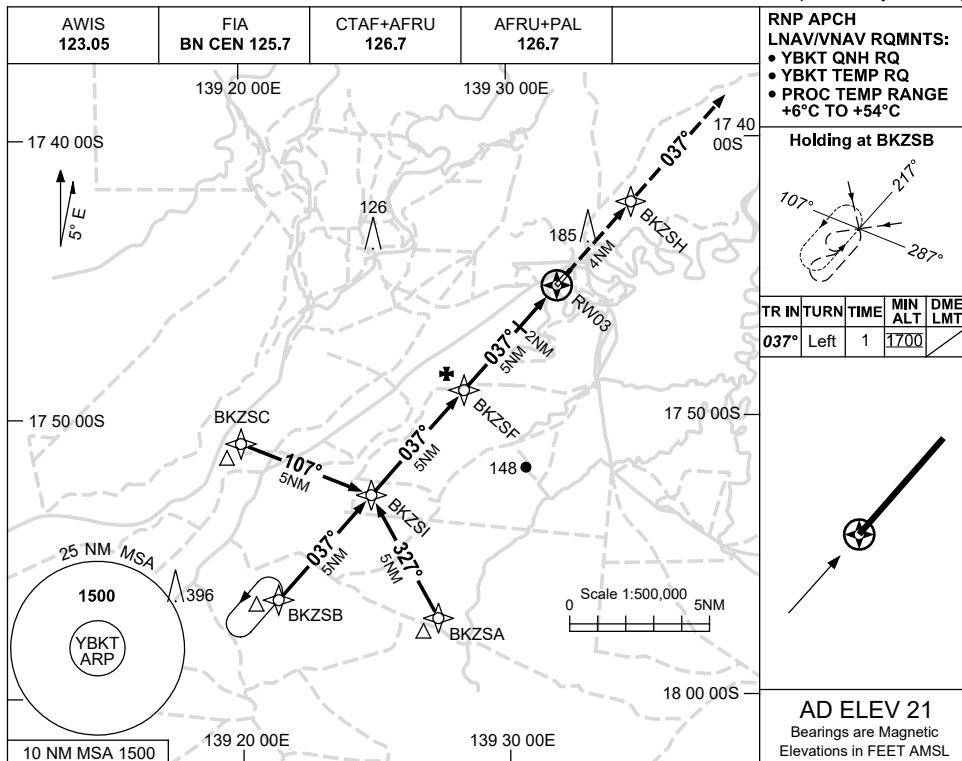 AWIS
123.05
FIA
BN CEN 125.7
CTAF+AFRU
126.7
AFRU+PAL
126.7
RNP APCH
LNAV/VNAV RQMNTS:
• YBKT QNH RQ
• YBKT TEMP RQ
• PROC TEMP RANGE
+6°C TO +54°C
Holding at BKZSB
107°
217°
287°
TR IN TURN TIME MIN ALT DME LMT
037° Left 1 1700
139 20 00E
139 30 00E
17 40 00S
17 40
00S
5° E
126
185
037°
BKZSH
4NM
RW03
2NM
037°
5NM
BKZSF
17 50 00S
17 50 00S
BKZSC
107°
5NM
037°
5NM
148
BKZSI
037°
5NM
327°
5NM
25 NM MSA
1500
YBKT
ARP
396
BKZSB
BKZSA
Scale 1:500,000
0
5NM
18 00 00S
10 NM MSA 1500
139 20 00E
139 30 00E
AD ELEV 21
Bearings are Magnetic
Elevations in FEET AMSL